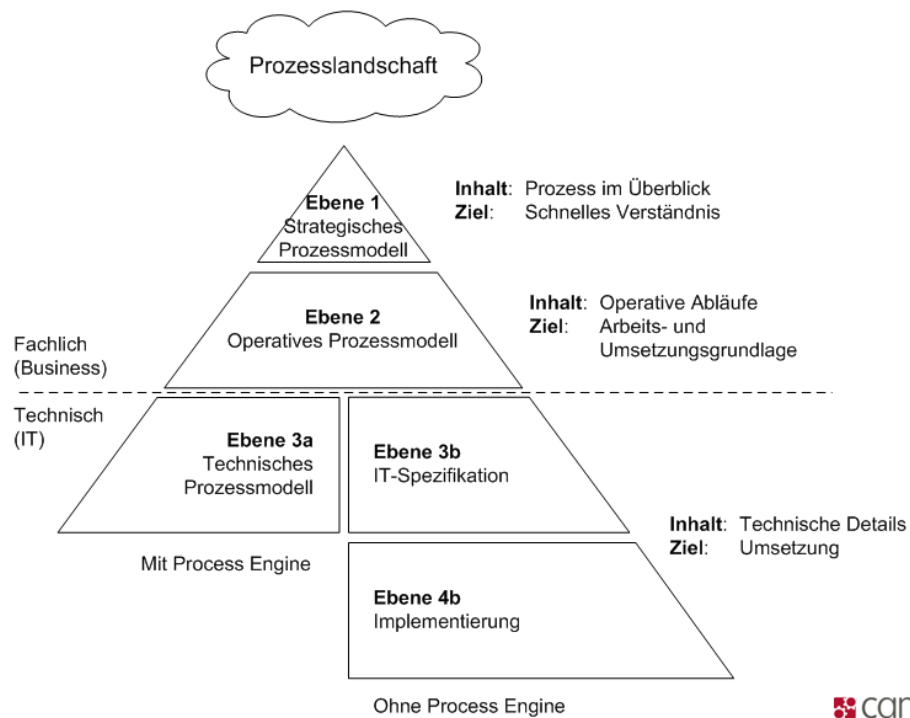 Prozesslandschaft
Ebene 1
Strategisches
Prozessmodell
Inhalt: Prozess im Überblick
Ziel: Schnelles Verständnis
Ebene 2
Operatives Prozessmodell
Inhalt: Operative Abläufe
Ziel: Arbeits- und
Umsetzungsgrundlage
Fachlich
(Business)
Technisch
(IT)
Ebene 3a
Technisches
Prozessmodell
Ebene 3b
IT-Spezifikation
Inhalt: Technische Details
Ziel: Umsetzung
Mit Process Engine
Ebene 4b
Implementierung
Ohne Process Engine